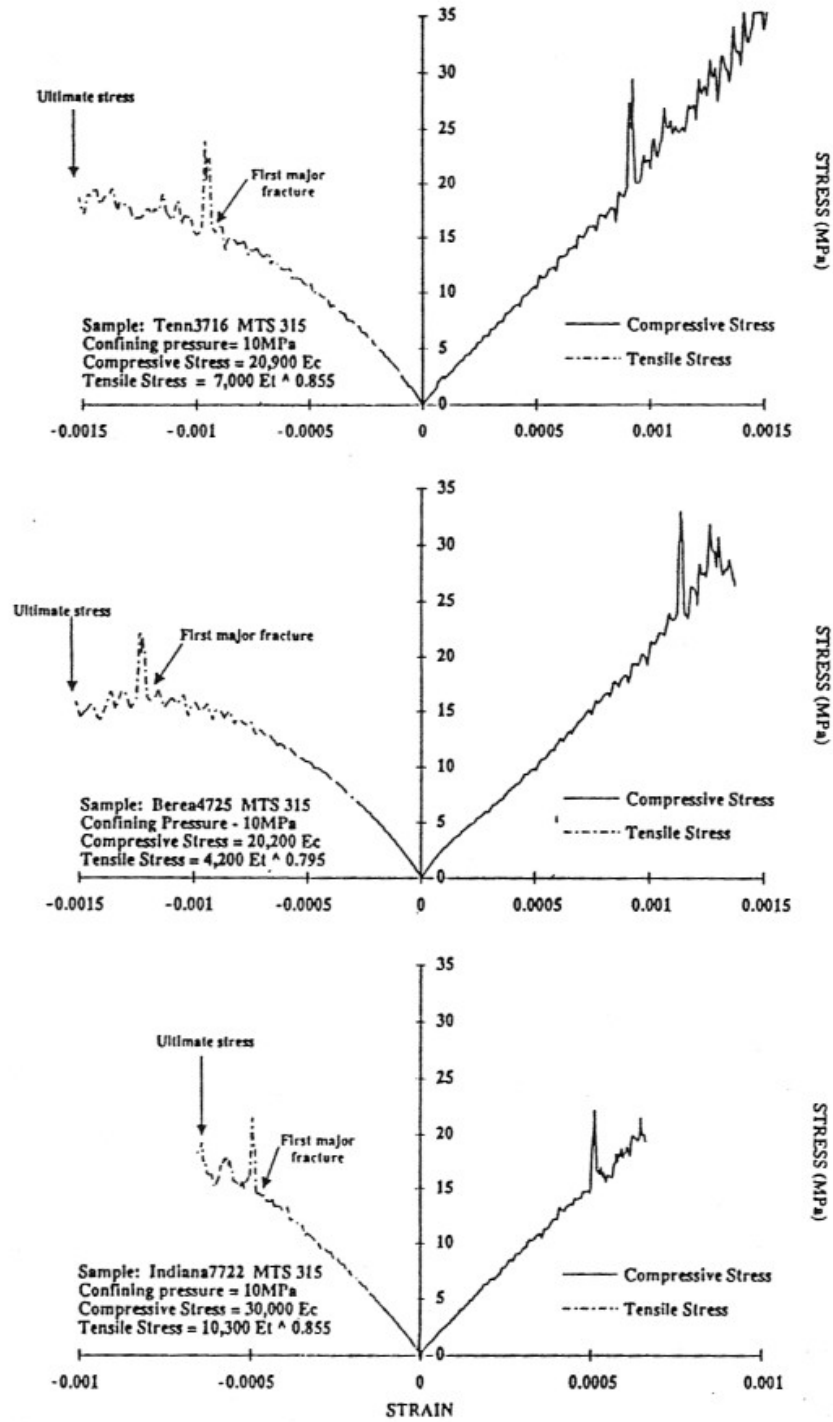 35
30
25
20
15
10
5
0
STRESS (MPa)
Ultimate stress
First major
fracture
Sample: Tenn3716 MTS 315
Confining pressure= 10MPa
Compressive Stress = 20,900 Ec
Tensile Stress = 7,000 Et ^ 0.855
Compressive Stress
Tensile Stress
-0.0015 -0.001 -0.0005 0 0.0005 0.001 0.0015
35
30
25
20
15
10
5
0
STRESS (MPa)
Ultimate stress
First major fracture
Sample: Berea4725 MTS 315
Confining Pressure - 10MPa
Compressive Stress = 20,200 Ec
Tensile Stress = 4,200 Et ^ 0.795
Compressive Stress
Tensile Stress
-0.0015 -0.001 -0.0005 0 0.0005 0.001 0.0015
35
30
25
20
15
10
5
0
STRESS (MPa)
Ultimate stress
First major
fracture
Sample: Indiana7722 MTS 315
Confining pressure = 10MPa
Compressive Stress = 30,000 Ec
Tensile Stress = 10,300 Et ^ 0.855
Compressive Stress
Tensile Stress
-0.001 -0.0005 0 0.0005 0.001
STRAIN